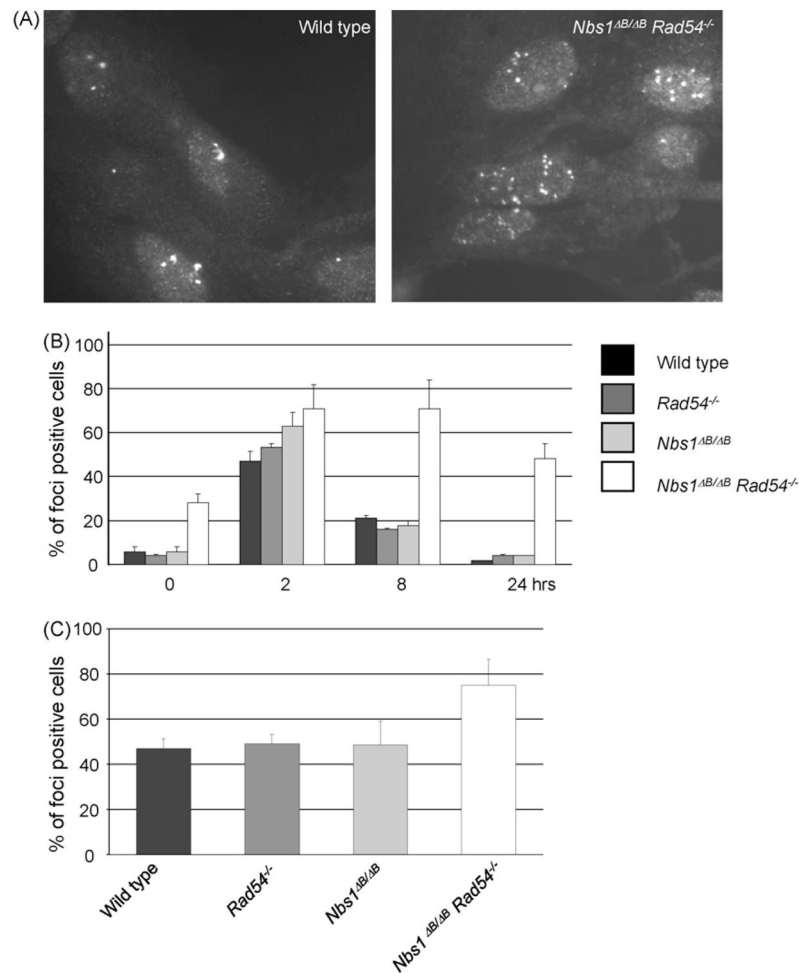 (A)
Wild type
Nbs1ΔB/ΔB Rad54-/-
(B)
% of foci positive cells
100
80
60
40
20
0
0 2 8 24 hrs
Wild type
Rad54-/-
Nbs1ΔB/ΔB
Nbs1ΔB/ΔB Rad54-/-
(C)
% of foci positive cells
100
80
60
40
20
0
Wild type
Rad54-/-
Nbs1ΔB/ΔB
Nbs1 ΔB/ΔB Rad54-/-